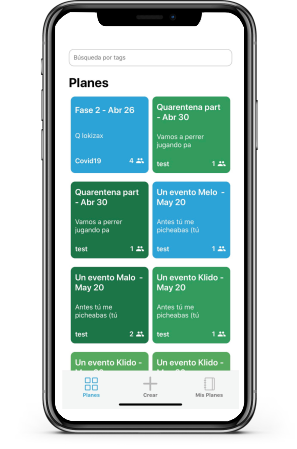 Búsqueda por tags
Planes
Fase 2 - Abr 26
Q lokizax
Covid19 4
Quarentena part
- Abr 30
Vamos a perrer
jugando pa
test 1
Quarentena part
- Abr 30
Vamos a perrer
jugando pa
test 1
Un evento Melo -
May 20
Antes tú me
picheabas (tú
test 1
Un evento Malo -
May 20
Antes tú me
picheabas (tú
test 2
Un evento Klido -
May 20
Antes tú me
picheabas (tú
test 1
Un evento Klido -
Un evento Klido -
Planes
Crear
Mis Planes